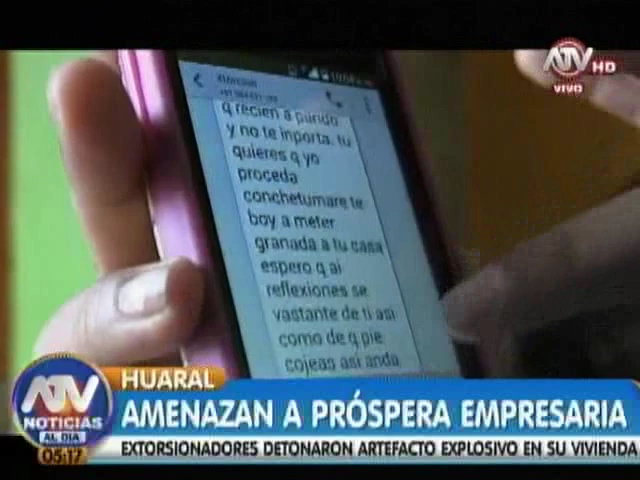 ATV HD
VIVO
q recien a parido
y no te inporta. tu
quieres q yo
proceda
conchetumare te
boy a meter
granada a tu casa
espero q ai
reflexiones se
vastante de ti asi
como de q pie
cojeas asi anda
HUARAL
ATV
NOTICIAS
AL DIA
05:17
AMENAZAN A PRÓSPERA EMPRESARIA
EXTORSIONADORES DETONARON ARTEFACTO EXPLOSIVO EN SU VIVIENDA